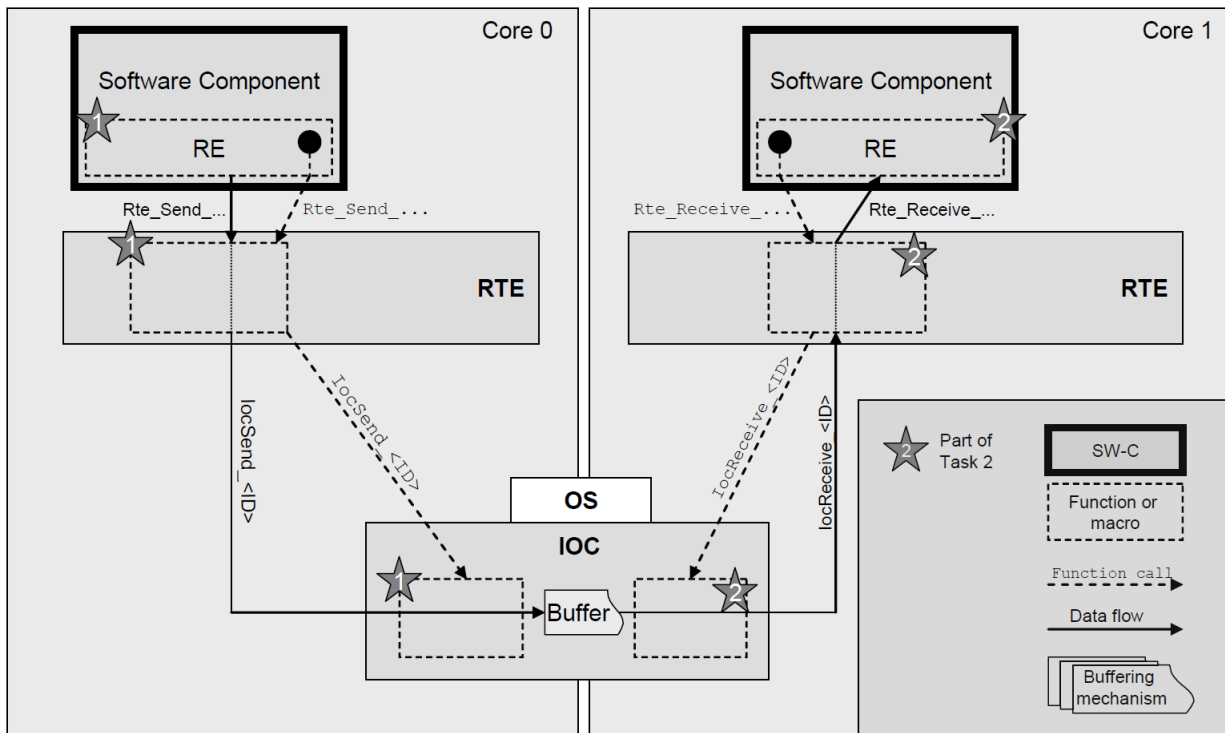 Core 0
Software Component
1
RE
Rte_Send_...
Rte_Send_...
1
RTE
IocSend_<ID>
IocSend_<ID>
Core 1
Software Component
2
RE
Rte_Receive_...
Rte_Receive_...
2
RTE
IocReceive_<ID>
IocReceive_<ID>
OS
IOC
1
Buffer
2
2
Part of
Task 2
SW-C
Function or
macro
Function call
Data flow
Buffering
mechanism